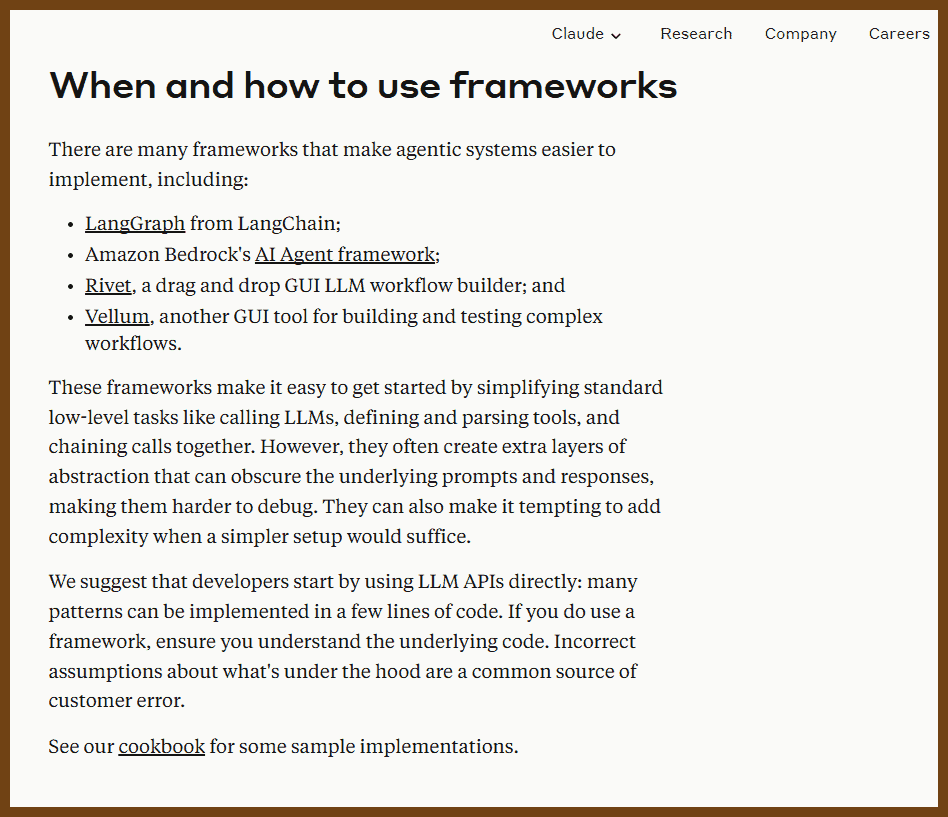 Claude Research Company Careers
When and how to use frameworks
There are many frameworks that make agentic systems easier to
implement, including:
• LangGraph from LangChain;
• Amazon Bedrock's AI Agent framework;
• Rivet, a drag and drop GUI LLM workflow builder; and
• Vellum, another GUI tool for building and testing complex
workflows.
These frameworks make it easy to get started by simplifying standard
low-level tasks like calling LLMs, defining and parsing tools, and
chaining calls together. However, they often create extra layers of
abstraction that can obscure the underlying prompts and responses,
making them harder to debug. They can also make it tempting to add
complexity when a simpler setup would suffice.
We suggest that developers start by using LLM APIs directly: many
patterns can be implemented in a few lines of code. If you do use a
framework, ensure you understand the underlying code. Incorrect
assumptions about what's under the hood are a common source of
customer error.
See our cookbook for some sample implementations.